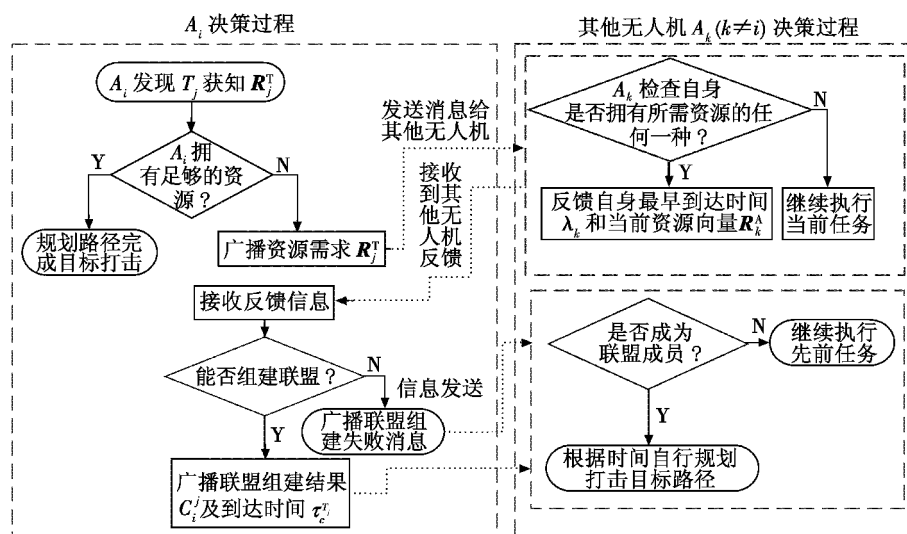 A_i 决策过程
A_i 发现 T_j 获知 R_j^T
A_i 拥
有足够的资
源？
Y
N
规划路径完
成目标打击
广播资源需求 R_j^T
接收反馈信息
能否组建联盟？
N
Y
广播联盟组
建失败消息
广播联盟组建结果
C_i^j 及到达时间 τ_c^{T_j}
发送消息给
其他无人机
接收
到其
他无
人机
反馈
信息发送
其他无人机 A_k (k≠i) 决策过程
A_k 检查自身
是否拥有所需资源的任
何一种？
N
Y
反馈自身最早到达时间
λ_k 和当前资源向量 R_k^A
继续执行
当前任务
是否成为
联盟成员？
N
继续执行
先前任务
Y
根据时间自行规划
打击目标路径